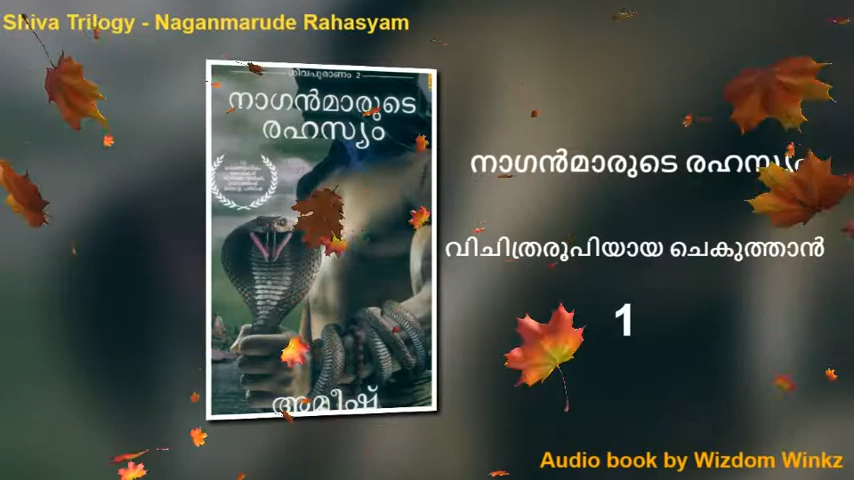 Shiva Trilogy - Naganmarude Rahasyam
ശിവപുരാണം 2
നാഗൻമാരുടെ
രഹസ്യം
അമീഷ്
നാഗൻമാരുടെ രഹസ്യം
വിചിത്രരൂപിയായ ചെകുത്താൻ
1
Audio book by Wizdom Winkz